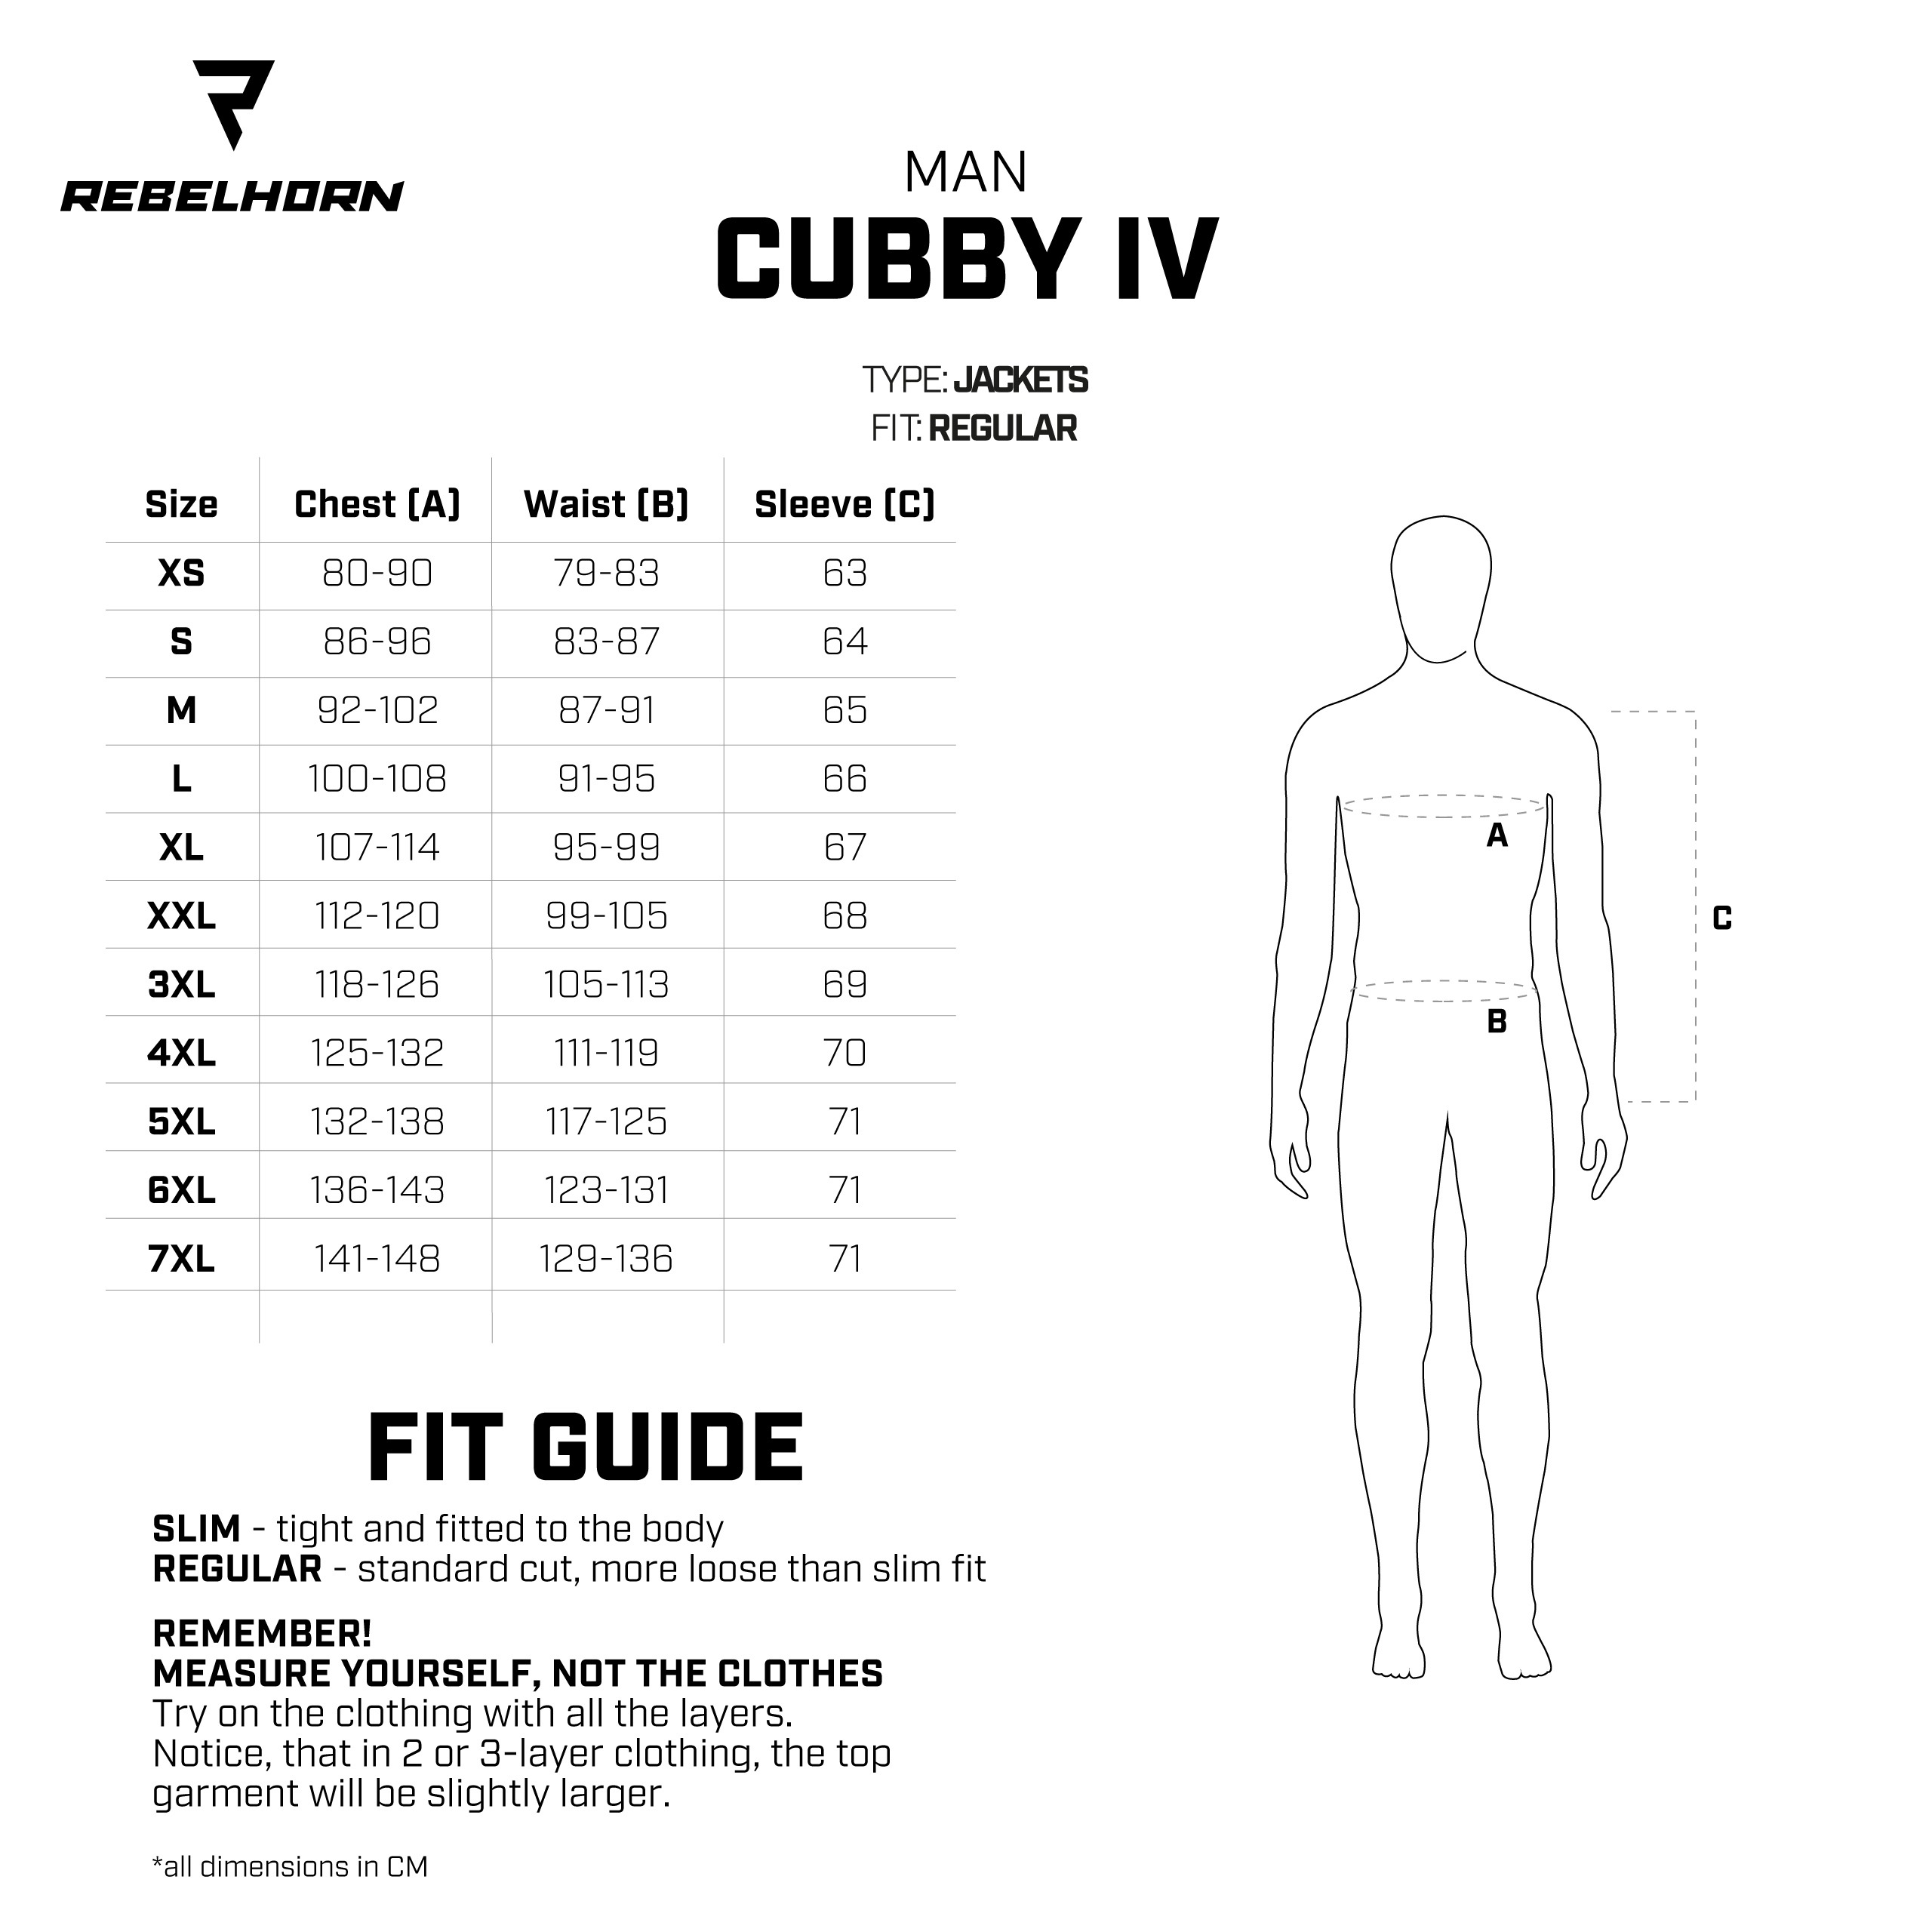 REBELHORN
MAN
CUBBY IV
TYPE: JACKETS
FIT: REGULAR
Size Chest (A) Waist (B) Sleeve (C)
XS 80-90 79-83 63
S 86-96 83-87 64
M 92-102 87-91 65
L 100-108 91-95 66
XL 107-114 95-99 67
XXL 112-120 99-105 68
3XL 118-126 105-113 69
4XL 125-132 111-119 70
5XL 132-138 117-125 71
6XL 136-143 123-131 71
7XL 141-148 129-136 71
A
C
B
FIT GUIDE
SLIM - tight and fitted to the body
REGULAR - standard cut, more loose than slim fit
REMEMBER!
MEASURE YOURSELF, NOT THE CLOTHES
Try on the clothing with all the layers.
Notice, that in 2 or 3-layer clothing, the top
garment will be slightly larger.
*all dimensions in CM